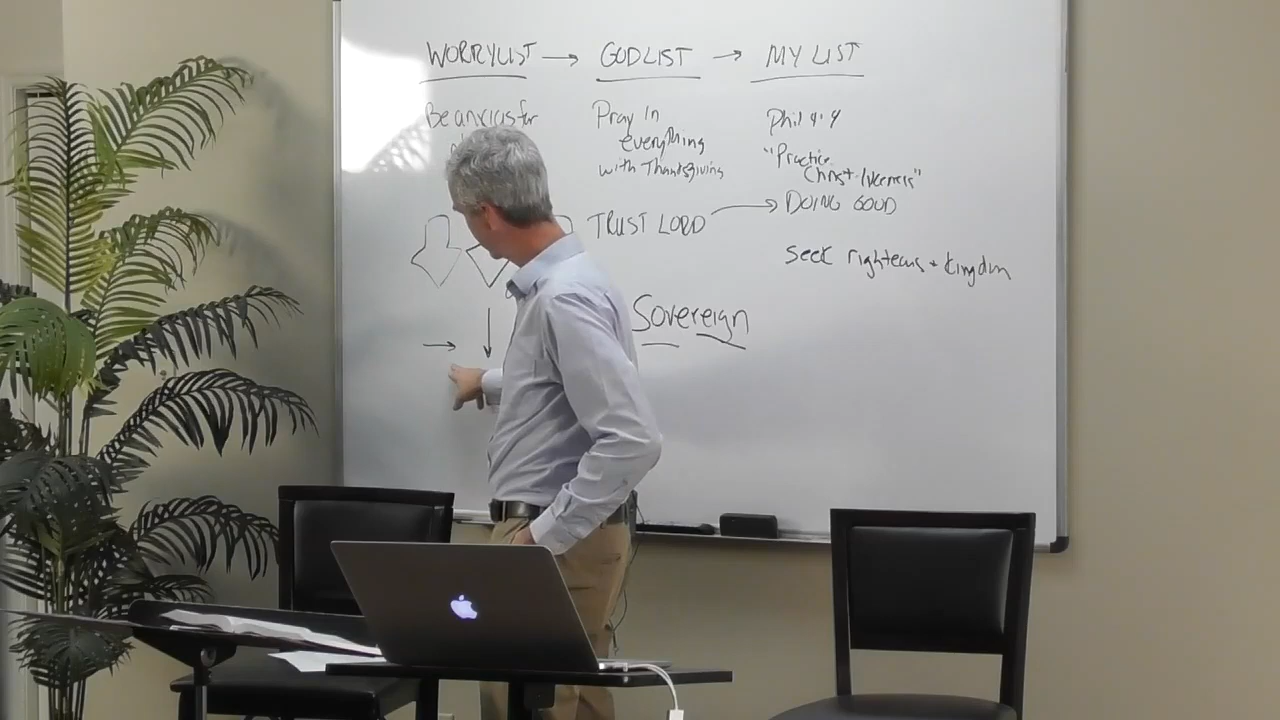 WORRYLIST → GODLIST → MY LIST
Be anxious for
Pray in
everything
with Thanksgiving
TRUST LORD
Sovereign
Phil 4:9
"Practice
Christ-likeness"
DOING GOOD
Seek righteous + kingdom